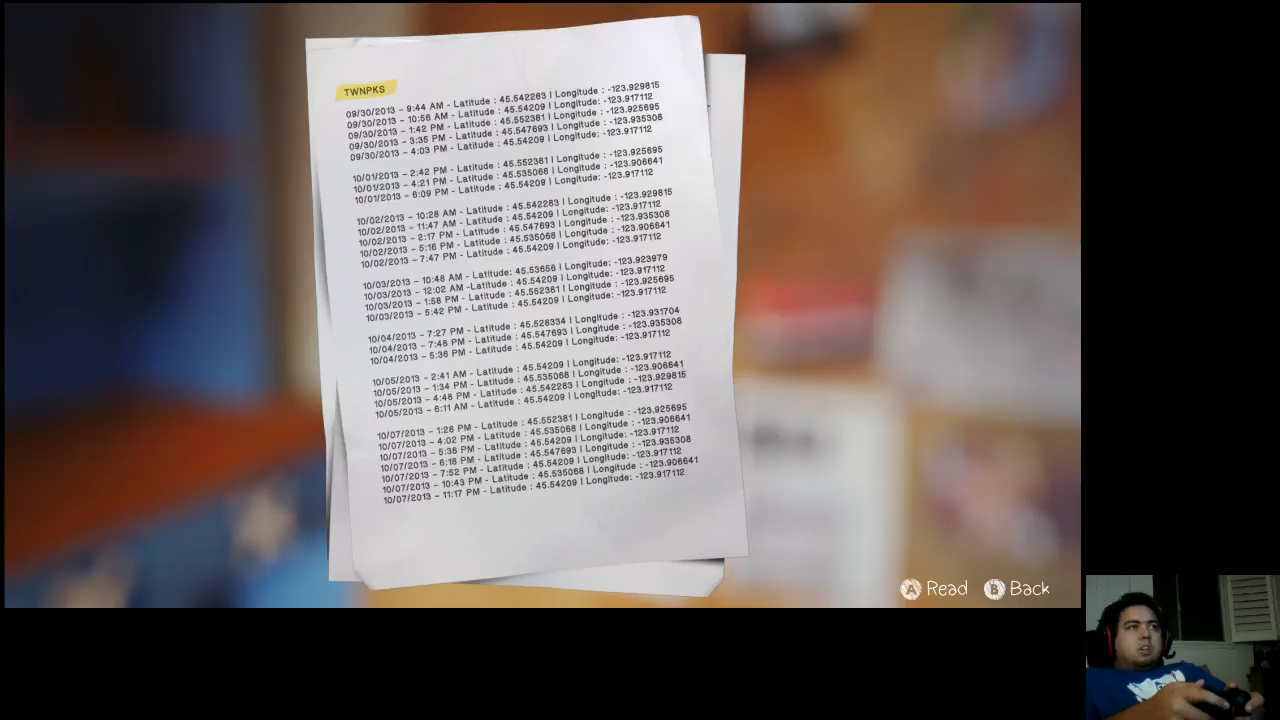 TWNPKS
09/30/2013 - 9:44 AM - Latitude : 45.542283 | Longitude : -123.929815
09/30/2013 - 10:56 AM - Latitude : 45.54209 | Longitude: -123.917112
09/30/2013 - 1:42 PM - Latitude : 45.552381 | Longitude : -123.925695
09/30/2013 - 3:35 PM - Latitude : 45.547693 | Longitude : -123.935308
09/30/2013 - 4:03 PM - Latitude : 45.54209 | Longitude: -123.917112
10/01/2013 - 2:42 PM - Latitude : 45.552381 | Longitude : -123.925695
10/01/2013 - 4:21 PM - Latitude : 45.535068 | Longitude : -123.906641
10/01/2013 - 6:09 PM - Latitude : 45.54209 | Longitude: -123.917112
10/02/2013 - 10:28 AM - Latitude : 45.542283 | Longitude : -123.929815
10/02/2013 - 11:47 AM - Latitude : 45.54209 | Longitude: -123.917112
10/02/2013 - 2:17 PM - Latitude : 45.547693 | Longitude : -123.935308
10/02/2013 - 5:16 PM - Latitude : 45.535068 | Longitude : -123.906641
10/02/2013 - 7:47 PM - Latitude : 45.54209 | Longitude: -123.917112
10/03/2013 - 10:48 AM - Latitude: 45.53656 | Longitude : -123.923979
10/03/2013 - 12:02 AM -Latitude : 45.54209 | Longitude: -123.917112
10/03/2013 - 1:58 PM - Latitude : 45.552381 | Longitude : -123.925695
10/03/2013 - 5:42 PM - Latitude : 45.54209 | Longitude: -123.917112
10/04/2013 - 7:27 PM - Latitude : 45.528334 | Longitude : -123.931704
10/04/2013 - 7:48 PM - Latitude : 45.547693 | Longitude : -123.935308
10/04/2013 - 5:36 PM - Latitude : 45.54209 | Longitude: -123.917112
10/05/2013 - 2:41 AM - Latitude : 45.54209 | Longitude: -123.917112
10/05/2013 - 1:34 PM - Latitude : 45.535068 | Longitude : -123.906641
10/05/2013 - 4:48 PM - Latitude : 45.542283 | Longitude : -123.929815
10/05/2013 - 6:11 AM - Latitude : 45.54209 | Longitude: -123.917112
10/07/2013 - 1:28 PM - Latitude : 45.552381 | Longitude : -123.925695
10/07/2013 - 4:02 PM - Latitude : 45.535068 | Longitude : -123.906641
10/07/2013 - 5:36 PM - Latitude : 45.54209 | Longitude: -123.917112
10/07/2013 - 6:18 PM - Latitude : 45.547693 | Longitude : -123.935308
10/07/2013 - 7:52 PM - Latitude : 45.54209 | Longitude: -123.917112
10/07/2013 - 10:43 PM - Latitude : 45.535068 | Longitude : -123.906641
10/07/2013 - 11:17 PM - Latitude : 45.54209 | Longitude: -123.917112
A Read B Back